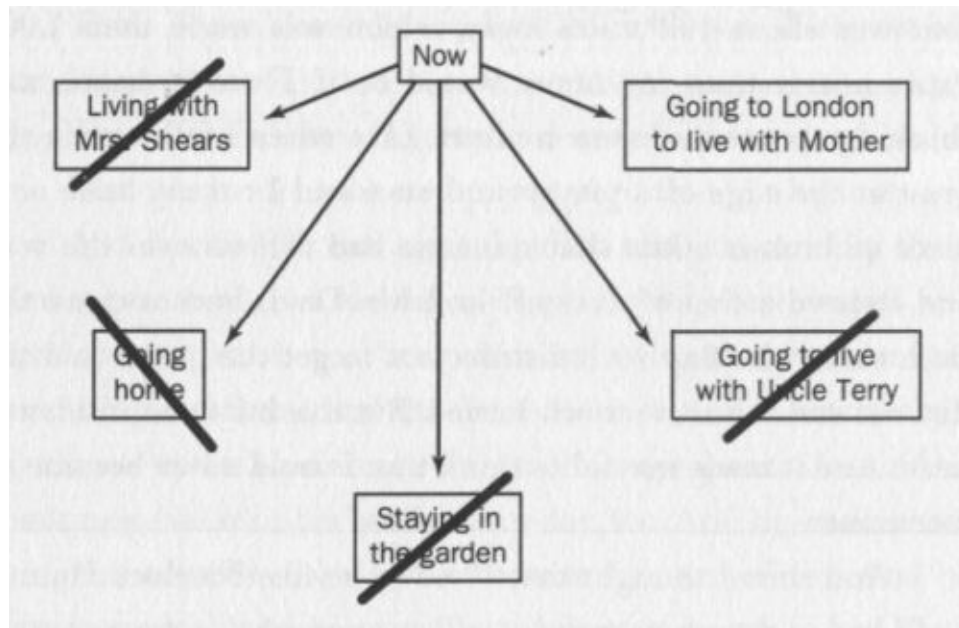 Now
Living with
Mrs. Shears
Going to London
to live with Mother
Going
home
Going to live
with Uncle Terry
Staying in
the garden